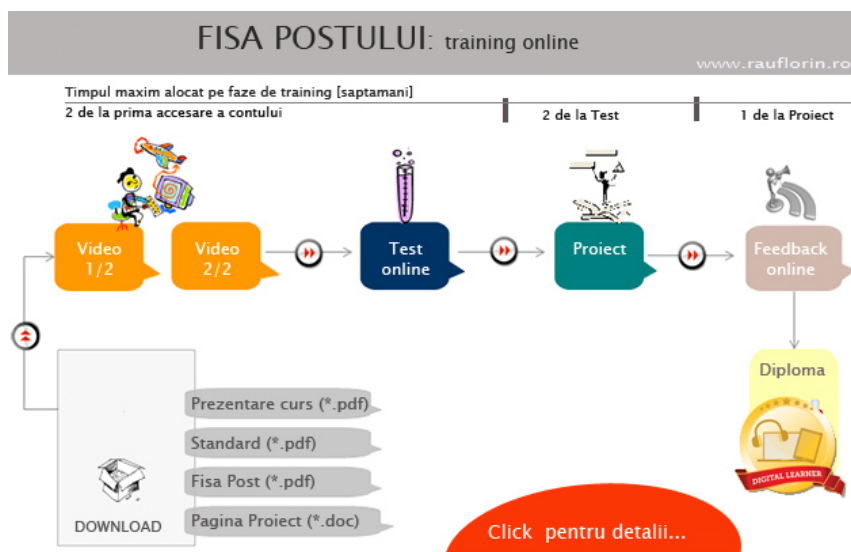 FISA POSTULUI: training online
www.rauflorin.ro
Timpul maxim alocat pe faze de training [saptamani]
2 de la prima accesare a contului
2 de la Test
1 de la Proiect
Video
1/2
Video
2/2
Test
online
Proiect
Feedback
online
Diploma
DIGITAL LEARNER
Prezentare curs (*.pdf)
Standard (*.pdf)
Fisa Post (*.pdf)
Pagina Proiect (*.doc)
DOWNLOAD
Click pentru detalii...